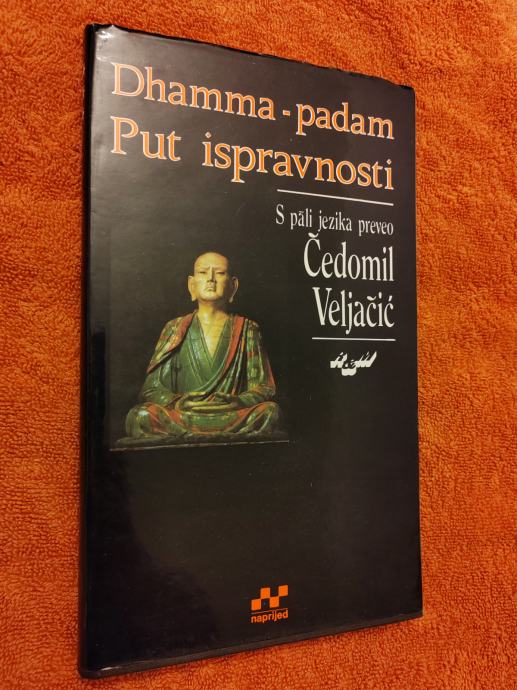 Dhamma - padam
Put ispravnosti
S pāli jezika preveo
Čedomil
Veljačić
naprijed